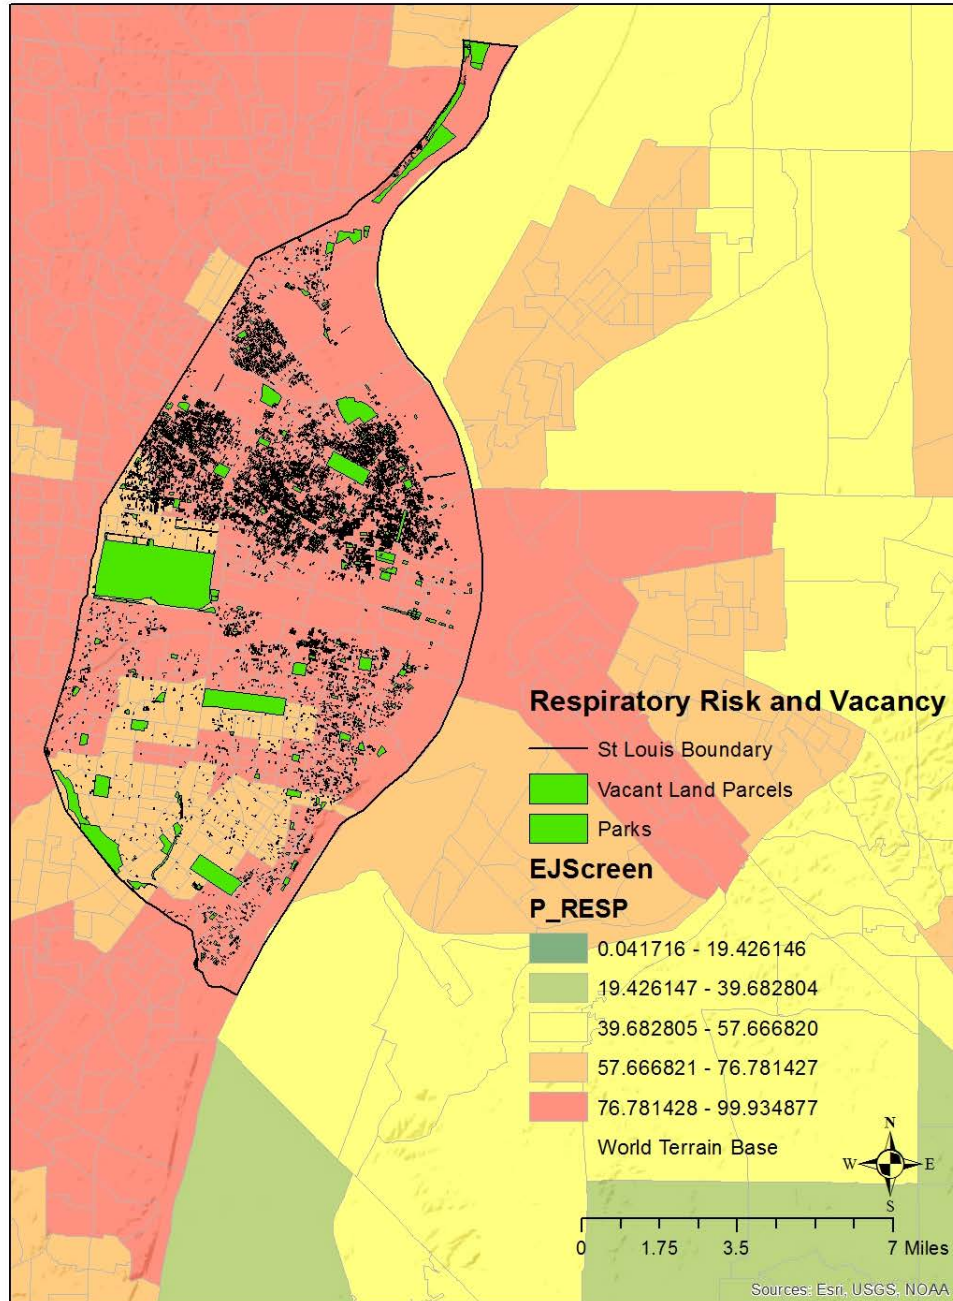 Respiratory Risk and Vacancy
St Louis Boundary
Vacant Land Parcels
Parks
EJScreen
P_RESP
0.041716 - 19.426146
19.426147 - 39.682804
39.682805 - 57.666820
57.666821 - 76.781427
76.781428 - 99.934877
World Terrain Base
N
W E
S
0 1.75 3.5 7 Miles
Sources: Esri, USGS, NOAA